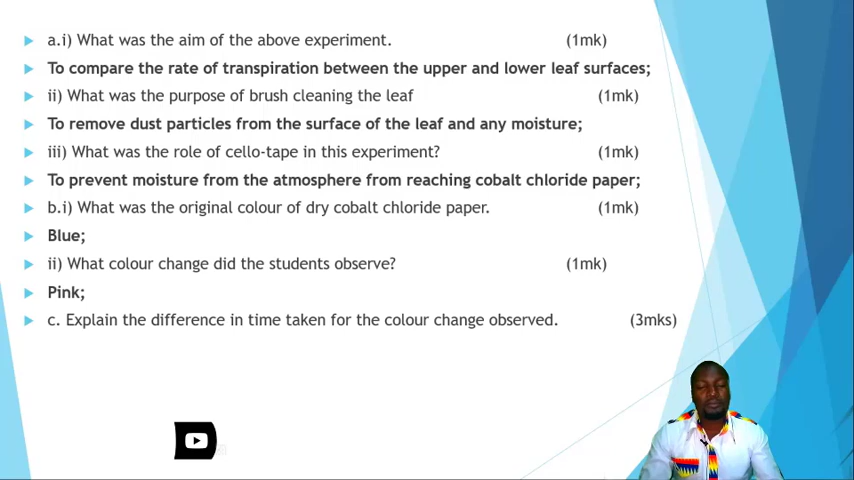 a.i) What was the aim of the above experiment. (1mk)
To compare the rate of transpiration between the upper and lower leaf surfaces;
ii) What was the purpose of brush cleaning the leaf (1mk)
To remove dust particles from the surface of the leaf and any moisture;
iii) What was the role of cello-tape in this experiment? (1mk)
To prevent moisture from the atmosphere from reaching cobalt chloride paper;
b.i) What was the original colour of dry cobalt chloride paper. (1mk)
Blue;
ii) What colour change did the students observe? (1mk)
Pink;
c. Explain the difference in time taken for the colour change observed. (3mks)